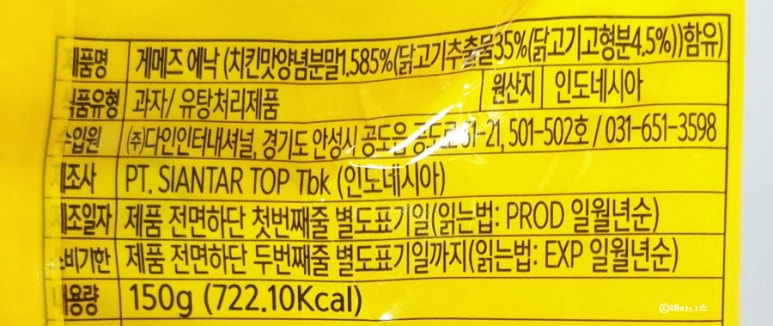 제품명 게메즈 에낙 (치킨맛양념분말1.585%(닭고기추출물35%(닭고기고형분4.5%))함유)
식품유형 과자/ 유탕처리제품 원산지 인도네시아
수입원 (주)다인인터내셔널, 경기도 안성시 공도읍 공도로 51-21, 501-502호 / 031-651-3598
제조사 PT. SIANTAR TOP Tbk (인도네시아)
제조일자 제품 전면하단 첫번째줄 별도표기일(읽는법: PROD 일월년순)
소비기한 제품 전면하단 두번째줄 별도표기일까지(읽는법: EXP 일월년순)
내용량 150g (722.10Kcal)